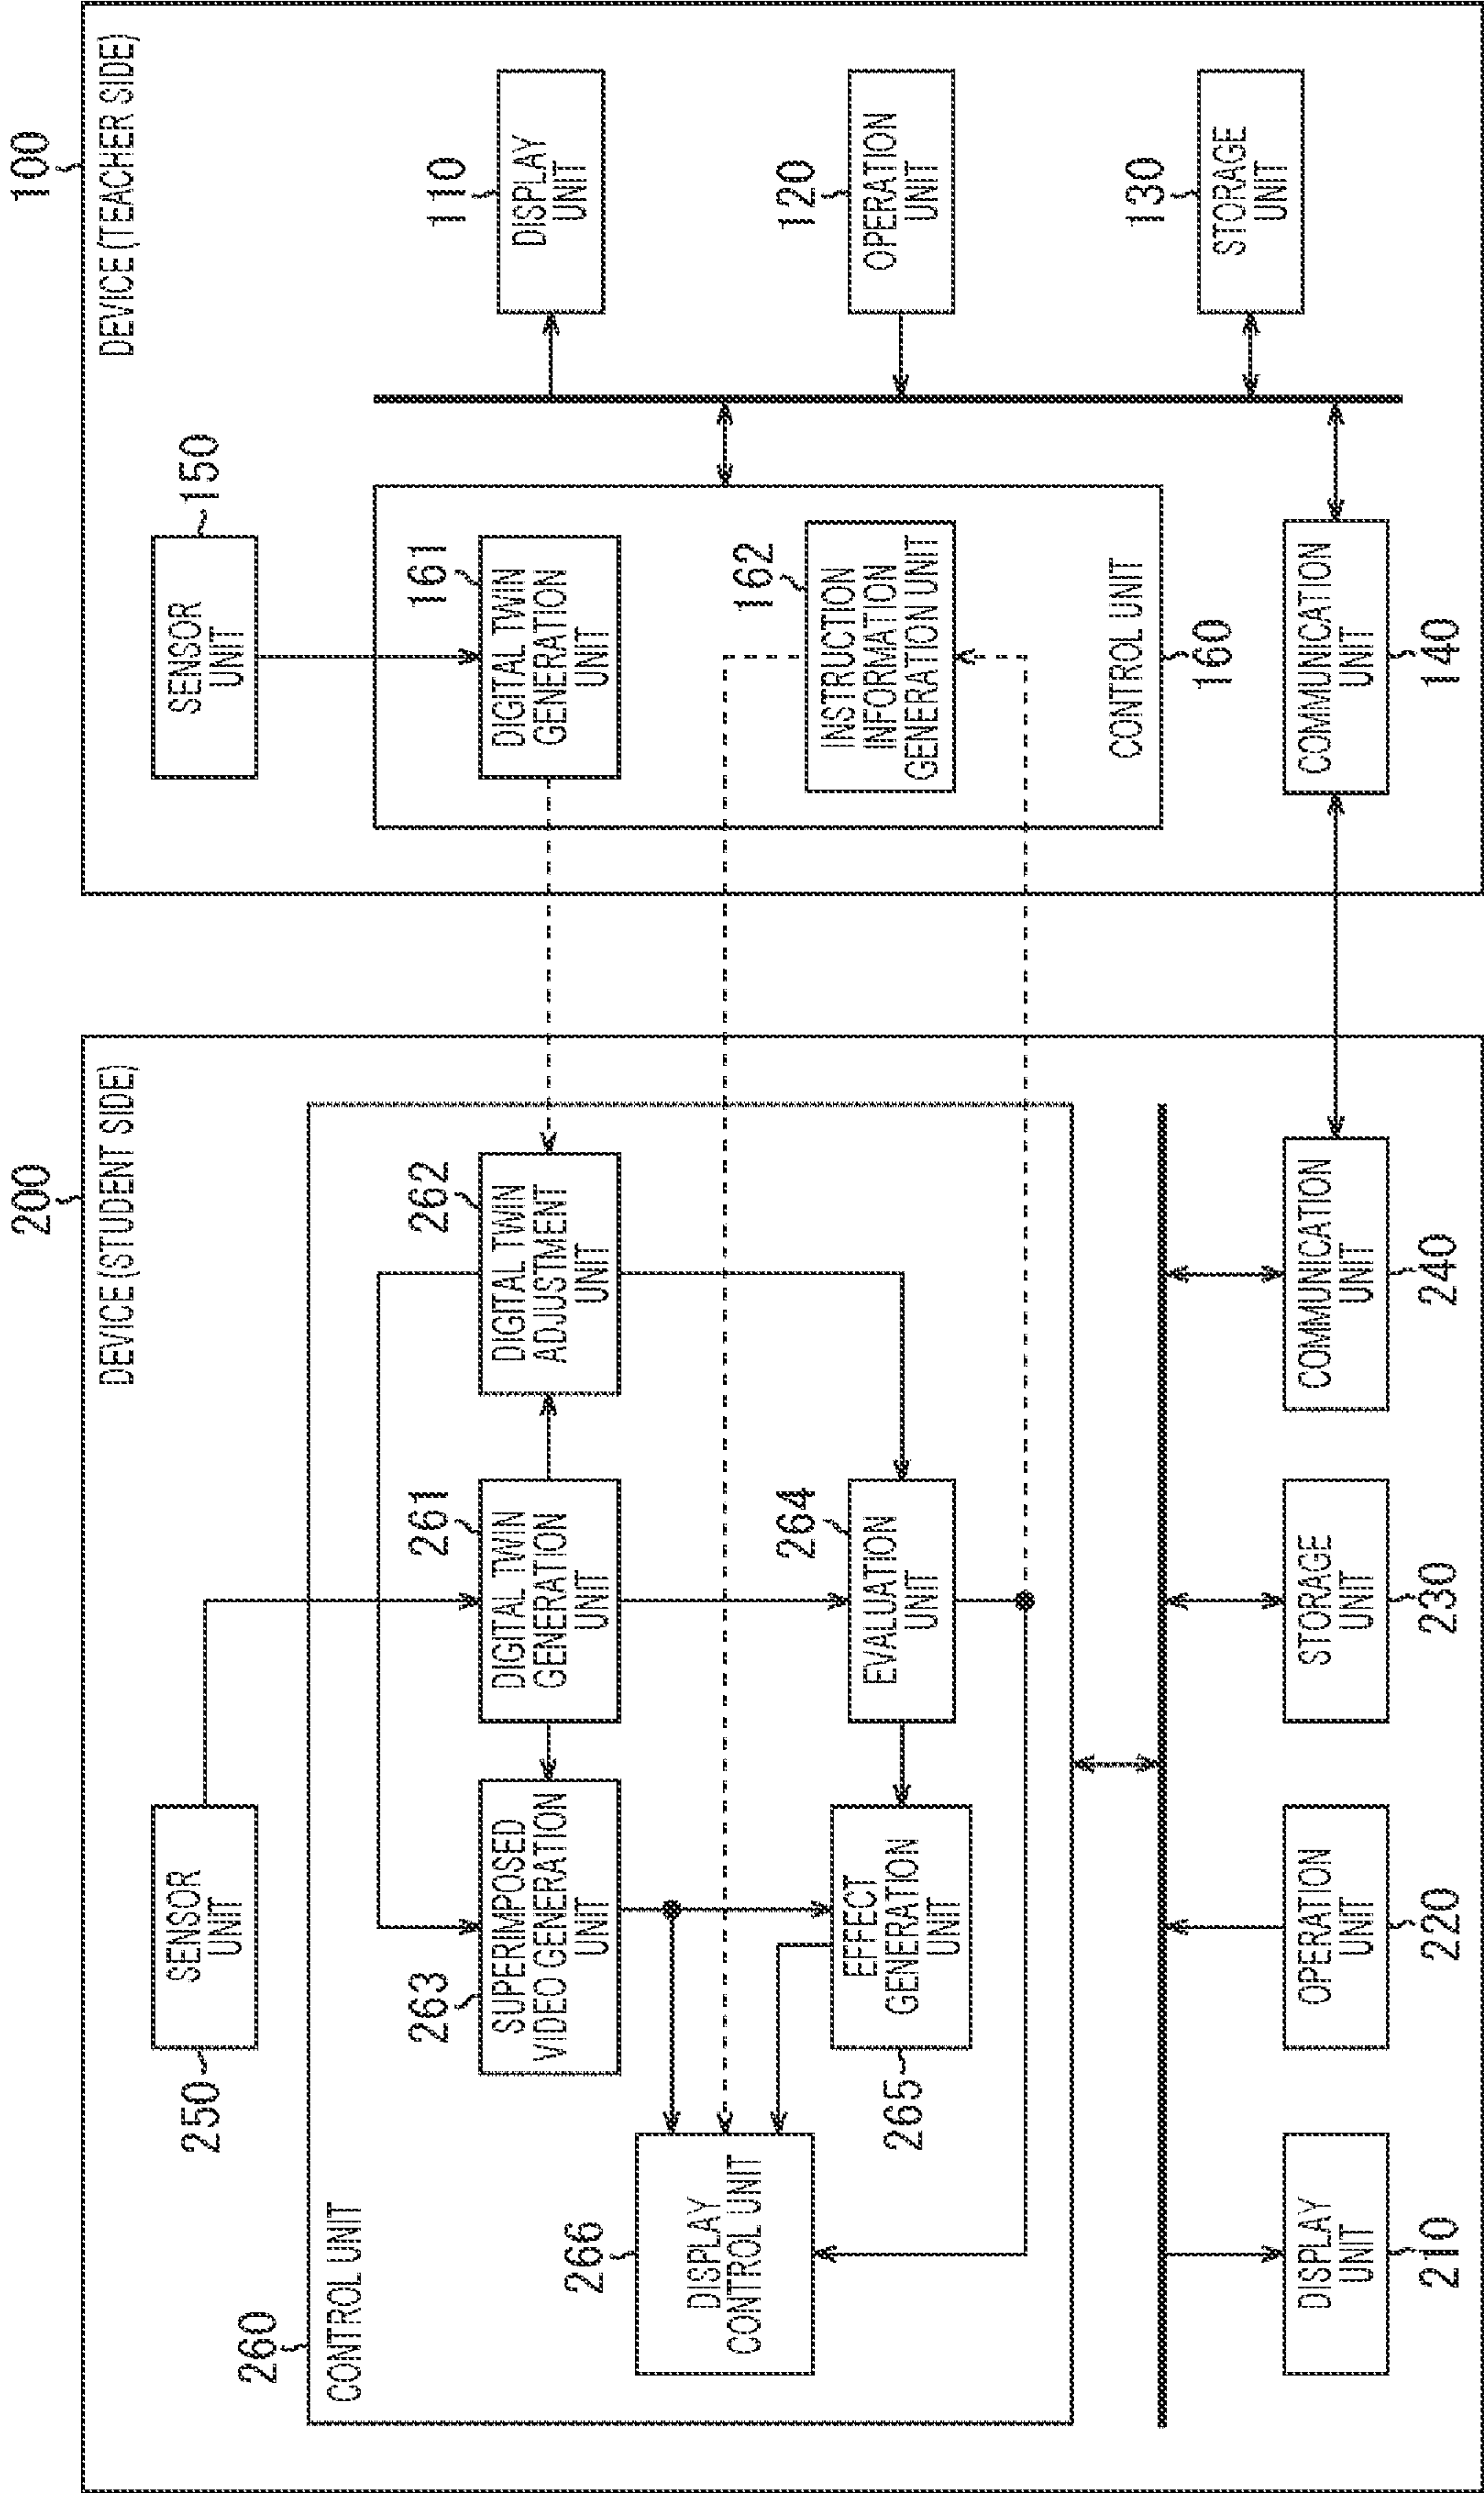 200
DEVICE (STUDENT SIDE)
250
SENSOR
UNIT
260
CONTROL UNIT
263
SUPERIMPOSED
VIDEO GENERATION
UNIT
261
DIGITAL TWIN
GENERATION
UNIT
262
DIGITAL TWIN
ADJUSTMENT
UNIT
266
DISPLAY
CONTROL UNIT
265
EFFECT
GENERATION
UNIT
264
EVALUATION
UNIT
DISPLAY
UNIT
210
OPERATION
UNIT
220
STORAGE
UNIT
230
COMMUNICATION
UNIT
240
100
DEVICE (TEACHER SIDE)
SENSOR
UNIT
150
161
DIGITAL TWIN
GENERATION
UNIT
162
INSTRUCTION
INFORMATION
GENERATION UNIT
CONTROL UNIT
160
COMMUNICATION
UNIT
140
110
DISPLAY
UNIT
120
OPERATION
UNIT
130
STORAGE
UNIT